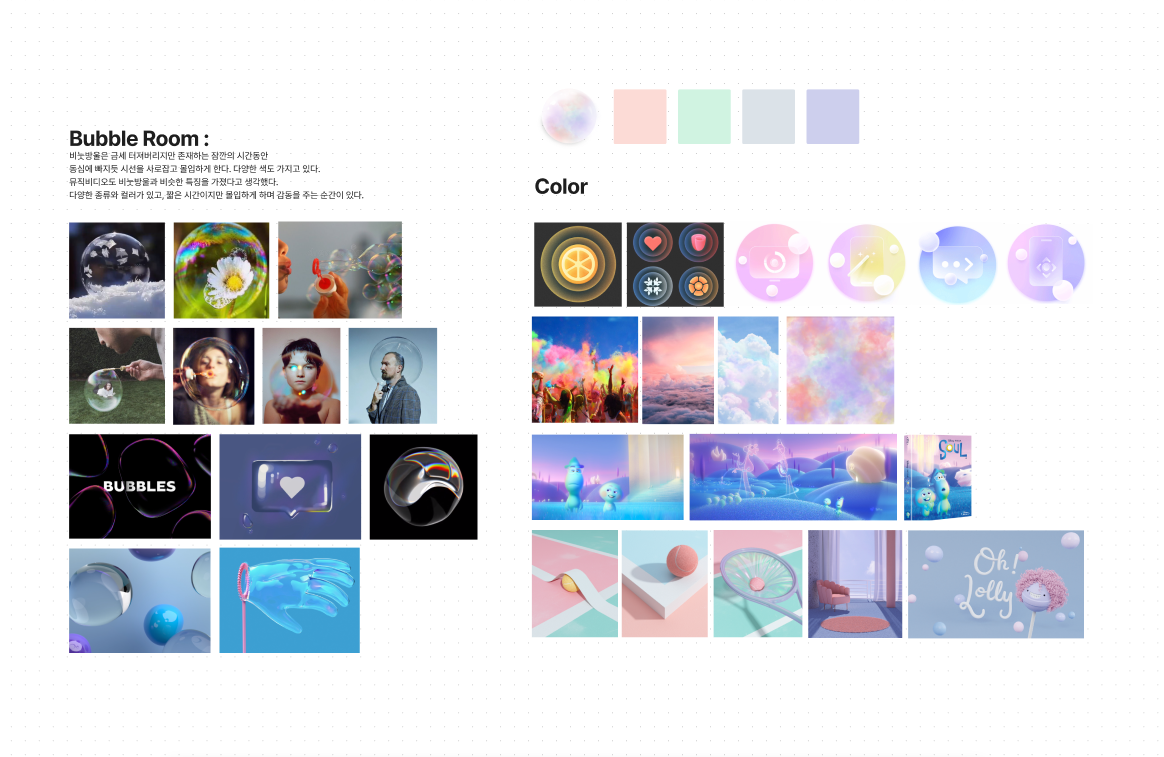 Bubble Room :
비눗방울은 금세 터져버리지만 존재하는 잠깐의 시간동안
동심에 빠지듯 시선을 사로잡고 몰입하게 한다. 다양한 색도 가지고 있다.
뮤직비디오도 비눗방울과 비슷한 특징을 가졌다고 생각했다.
다양한 종류와 컬러가 있고, 짧은 시간이지만 몰입하게 하며 감동을 주는 순간이 있다.
BUBBLES
Color
SOUL
Oh!
Lolly